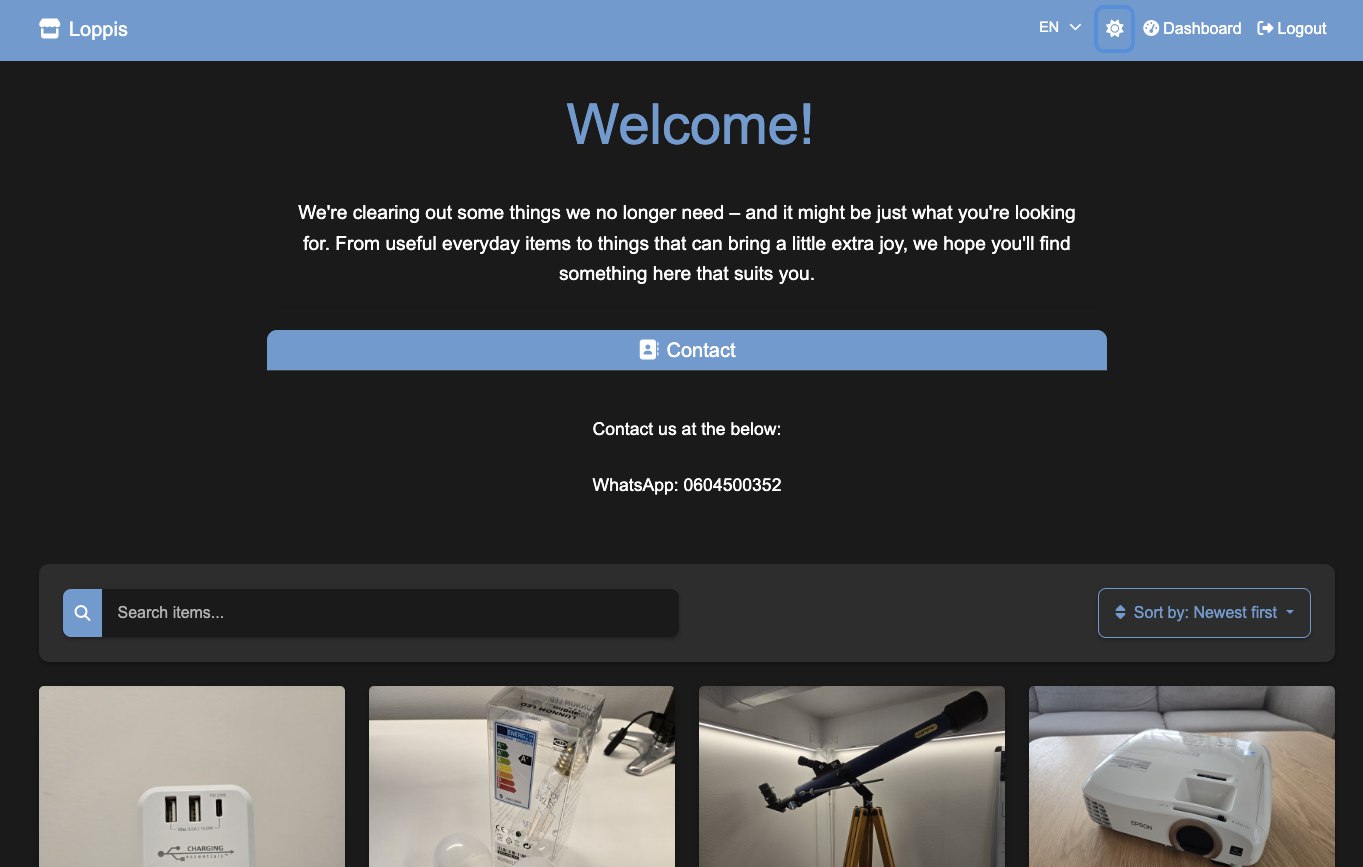 Loppis
EN
Dashboard
Logout
Welcome!
We're clearing out some things we no longer need – and it might be just what you're looking
for. From useful everyday items to things that can bring a little extra joy, we hope you'll find
something here that suits you.
Contact
Contact us at the below:
WhatsApp: 0604500352
Search items...
Sort by: Newest first
CHARGING
essentials
LUNNOM LED
ENERG
EPSON